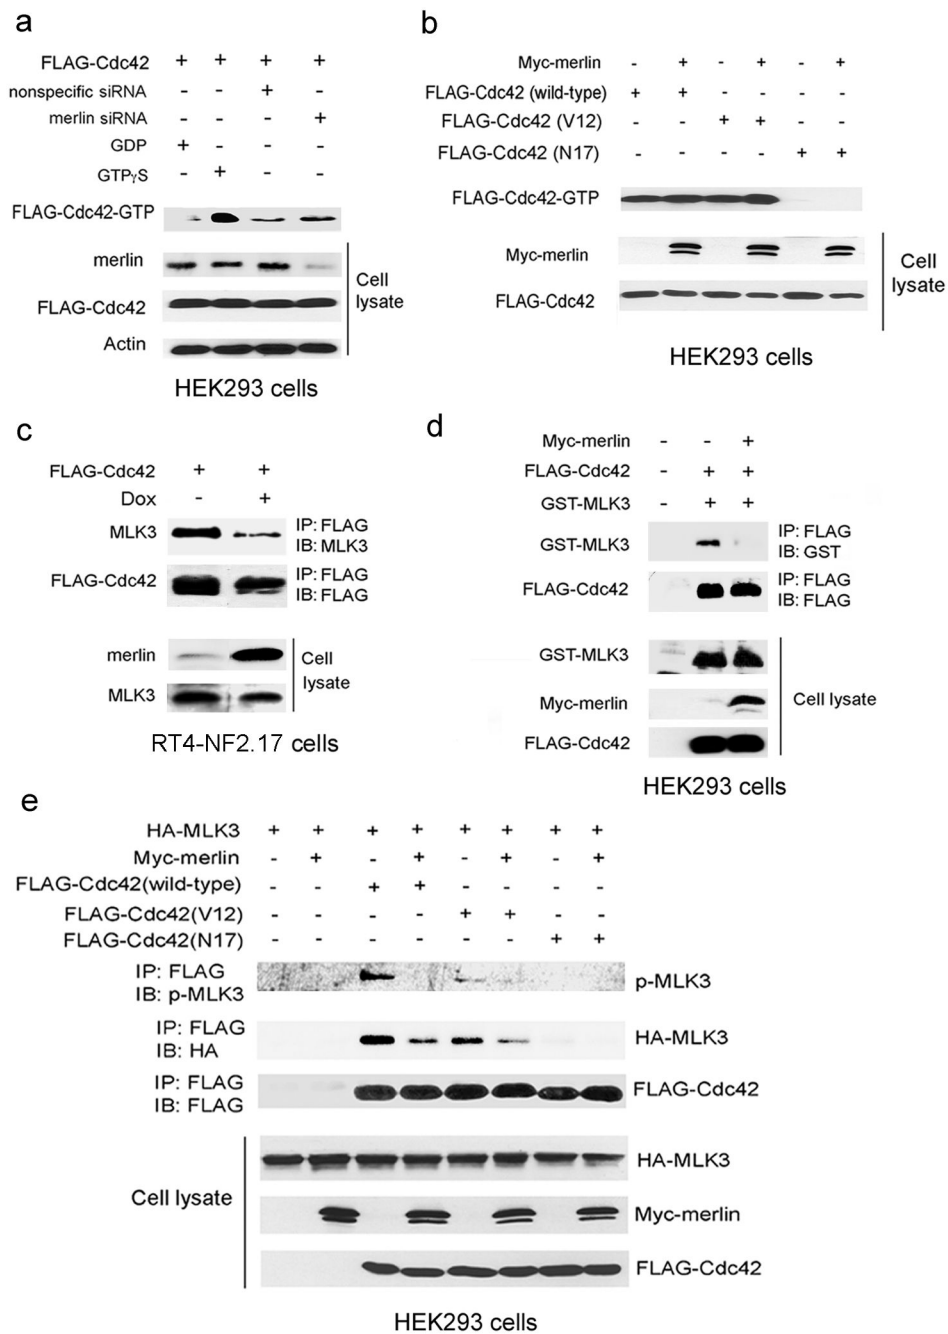 a
FLAG-Cdc42 + + + +
nonspecific siRNA - - + -
merlin siRNA - - - +
GDP + - - -
GTPγS - + - -
FLAG-Cdc42-GTP
merlin
FLAG-Cdc42
Actin
Cell
lysate
HEK293 cells
b
Myc-merlin - + - + - +
FLAG-Cdc42 (wild-type) + + - - - -
FLAG-Cdc42 (V12) - - + + - -
FLAG-Cdc42 (N17) - - - - + +
FLAG-Cdc42-GTP
Myc-merlin
FLAG-Cdc42
Cell
lysate
HEK293 cells
c
FLAG-Cdc42 + +
Dox - +
MLK3
IP: FLAG
IB: MLK3
FLAG-Cdc42
IP: FLAG
IB: FLAG
merlin
MLK3
Cell
lysate
RT4-NF2.17 cells
d
Myc-merlin - - +
FLAG-Cdc42 - + +
GST-MLK3 - + +
GST-MLK3
IP: FLAG
IB: GST
FLAG-Cdc42
IP: FLAG
IB: FLAG
GST-MLK3
Myc-merlin
FLAG-Cdc42
Cell lysate
HEK293 cells
e
HA-MLK3 + + + + + + + +
Myc-merlin - + - + - + - +
FLAG-Cdc42(wild-type) - - + + - - - -
FLAG-Cdc42(V12) - - - - + + - -
FLAG-Cdc42(N17) - - - - - - + +
IP: FLAG
IB: p-MLK3
p-MLK3
IP: FLAG
IB: HA
HA-MLK3
IP: FLAG
IB: FLAG
FLAG-Cdc42
Cell lysate
HA-MLK3
Myc-merlin
FLAG-Cdc42
HEK293 cells